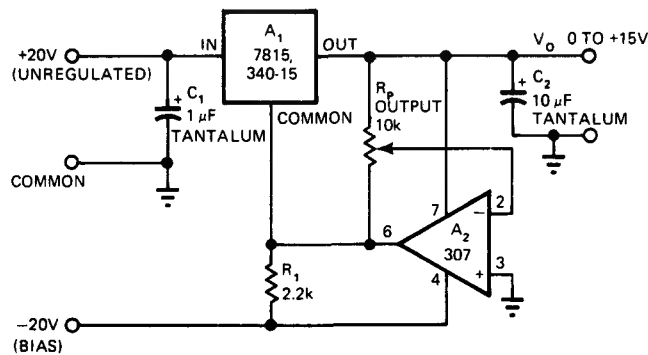 +20V
(UNREGULATED)
IN
A1
7815,
340-15
OUT
COMMON
+
C1
1 μF
TANTALUM
COMMON
RP
OUTPUT
10k
Vo 0 TO +15V
+
C2
10 μF
TANTALUM
6
7
−
2
A2
307
+
3
4
R1
2.2k
−20V
(BIAS)